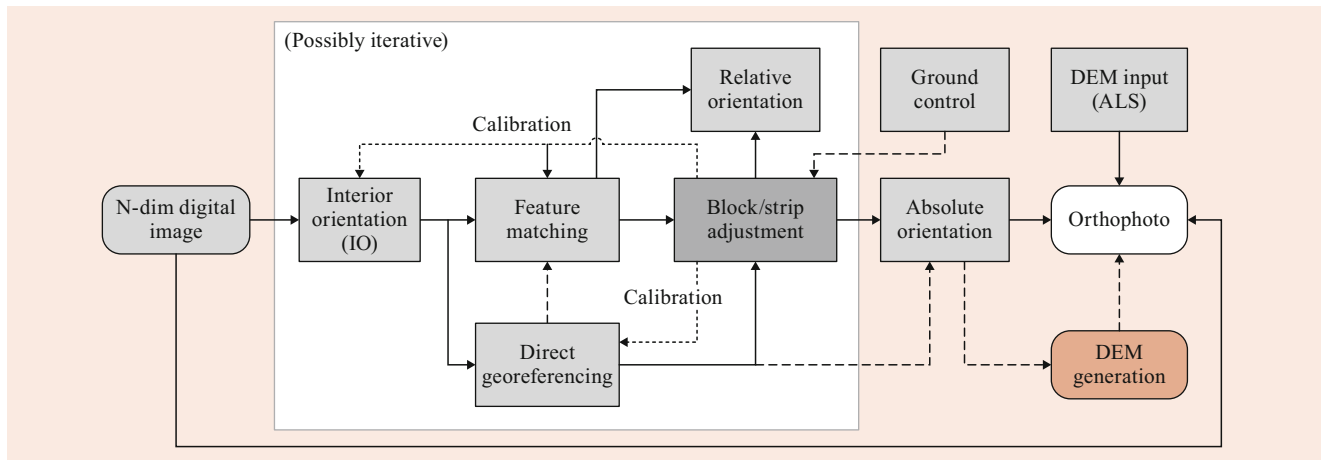 (Possibly iterative)
Relative
orientation
Ground
control
DEM input
(ALS)
Calibration
N-dim digital
image
Interior
orientation
(IO)
Feature
matching
Block/strip
adjustment
Absolute
orientation
Orthophoto
Calibration
Direct
georeferencing
DEM
generation